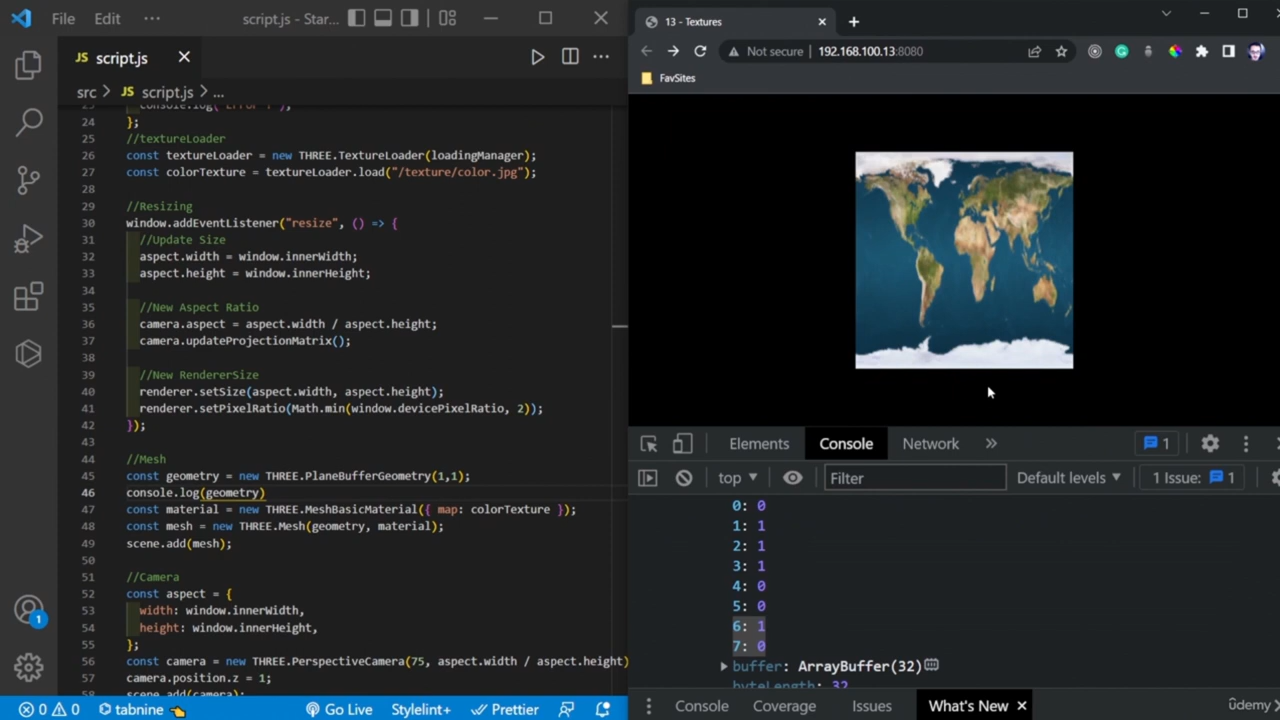 File Edit ··· script.js - Star...
JS script.js
src > JS script.js > ...
24 };
25 //textureLoader
26 const textureLoader = new THREE.TextureLoader(loadingManager);
27 const colorTexture = textureLoader.load("/texture/color.jpg");
28
29 //Resizing
30 window.addEventListener("resize", () => {
31 //Update Size
32 aspect.width = window.innerWidth;
33 aspect.height = window.innerHeight;
34
35 //New Aspect Ratio
36 camera.aspect = aspect.width / aspect.height;
37 camera.updateProjectionMatrix();
38
39 //New RendererSize
40 renderer.setSize(aspect.width, aspect.height);
41 renderer.setPixelRatio(Math.min(window.devicePixelRatio, 2));
42 });
43
44 //Mesh
45 const geometry = new THREE.PlaneBufferGeometry(1,1);
46 console.log(geometry)
47 const material = new THREE.MeshBasicMaterial({ map: colorTexture });
48 const mesh = new THREE.Mesh(geometry, material);
49 scene.add(mesh);
50
51 //Camera
52 const aspect = {
53 width: window.innerWidth,
54 height: window.innerHeight,
55 };
56 const camera = new THREE.PerspectiveCamera(75, aspect.width / aspect.height)
57 camera.position.z = 1;
58 scene.add(camera);
0 0 tabnine Go Live Stylelint+ Prettier
1
13 - Textures
Not secure 192.168.100.13:8080
FavSites
Elements Console Network » 1
top Filter Default levels 1 Issue: 1
0: 0
1: 1
2: 1
3: 1
4: 0
5: 0
6: 1
7: 0
buffer: ArrayBuffer(32)
byteLength: 32
Console Coverage Issues What's New
ûdemy